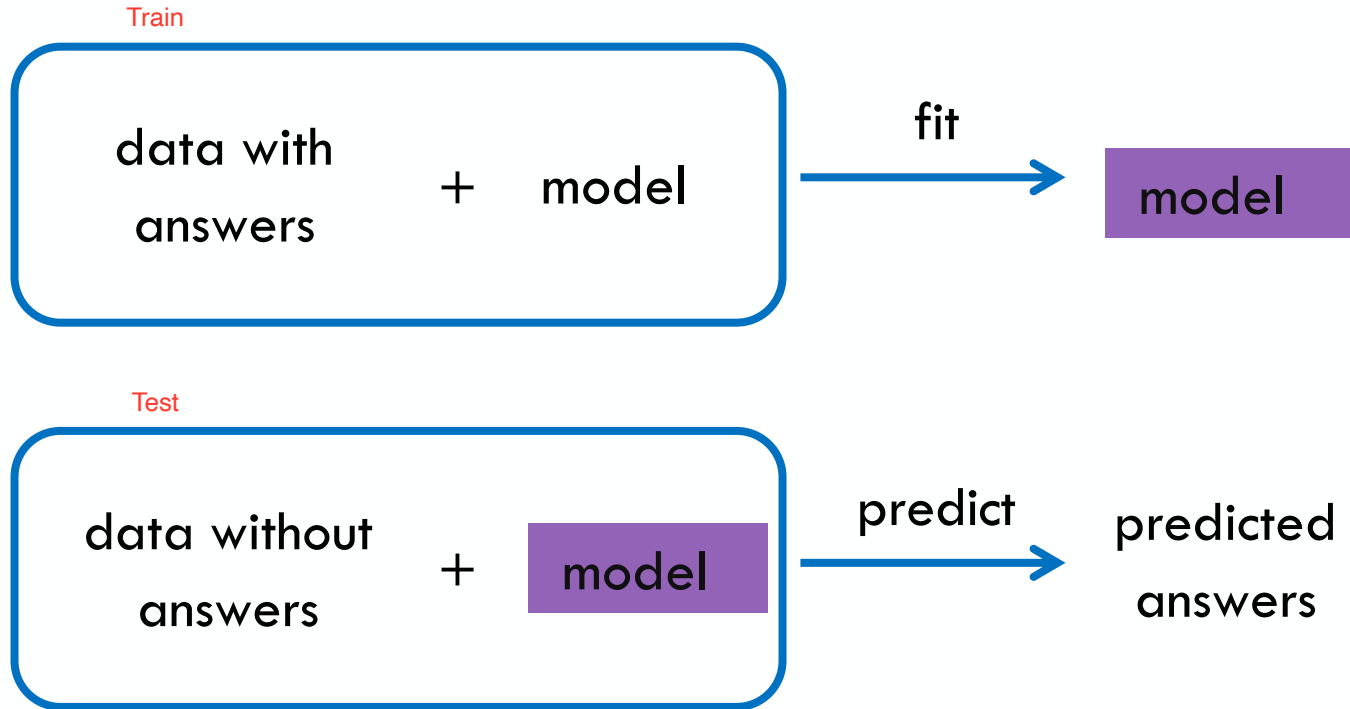 Train
data with
answers
+
model
fit
model
Test
data without
answers
+
model
predict
predicted
answers